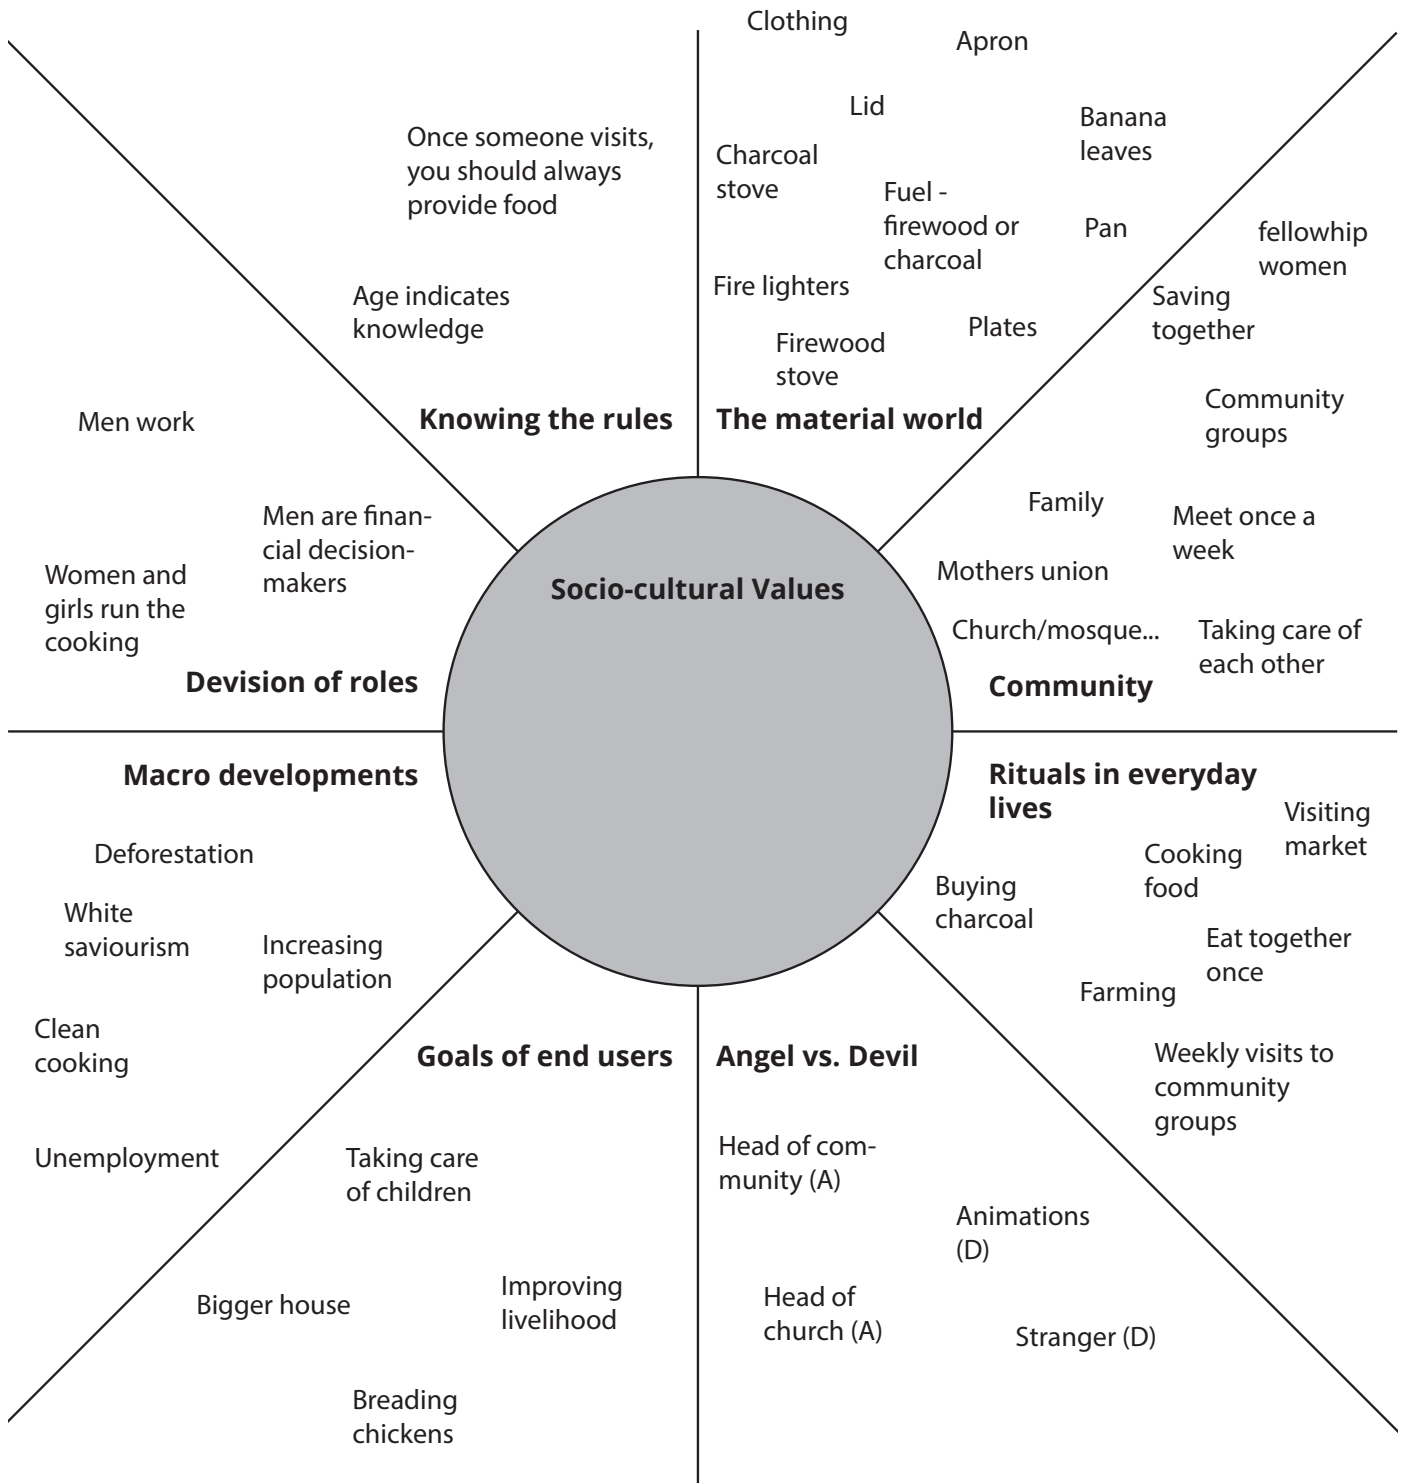 Clothing
Apron
Lid
Banana
leaves
Charcoal
stove
Fuel -
firewood or
charcoal
Pan
Fire lighters
Plates
Firewood
stove
The material world
fellowhip
women
Saving
together
Community
groups
Family
Meet once a
week
Mothers union
Church/mosque...
Taking care of
each other
Community
Rituals in everyday
lives
Visiting
market
Cooking
food
Buying
charcoal
Eat together
once
Farming
Weekly visits to
community
groups
Angel vs. Devil
Head of com-
munity (A)
Animations
(D)
Head of
church (A)
Stranger (D)
Goals of end users
Taking care
of children
Improving
livelihood
Bigger house
Breading
chickens
Macro developments
Deforestation
White
saviourism
Increasing
population
Clean
cooking
Unemployment
Men work
Men are finan-
cial decision-
makers
Women and
girls run the
cooking
Devision of roles
Once someone visits,
you should always
provide food
Age indicates
knowledge
Knowing the rules
Socio-cultural Values